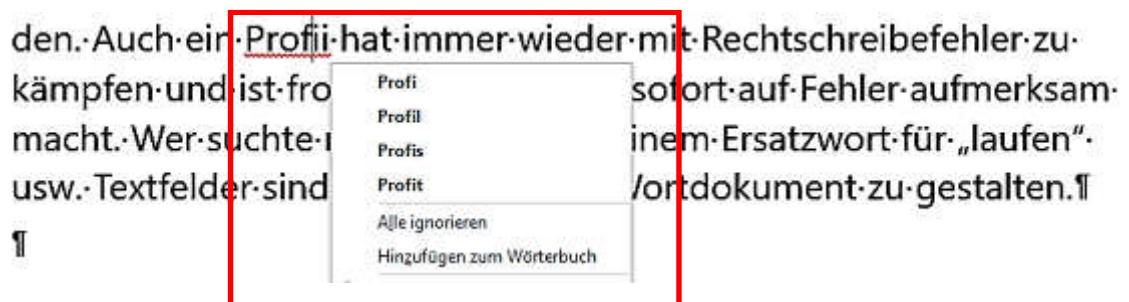 den. Auch ein Profii hat immer wieder mit Rechtschreibefehler zu
kämpfen und ist fro sofort auf Fehler aufmerksam
macht. Wer suchte inem Ersatzwort für „laufen“
usw. Textfelder sind Wortdokument zu gestalten.¶
¶
Profi
Profil
Profis
Profit
Alle ignorieren
Hinzufügen zum Wörterbuch